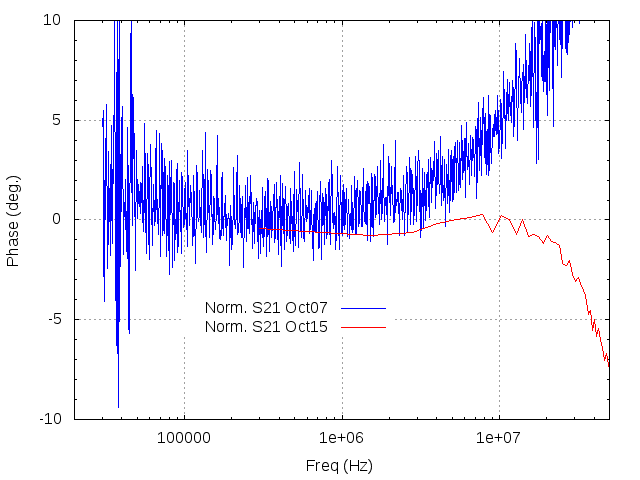 10
5
0
-5
-10
Phase (deg.)
Norm. S21 Oct07
Norm. S21 Oct15
100000 1e+06 1e+07
Freq (Hz)